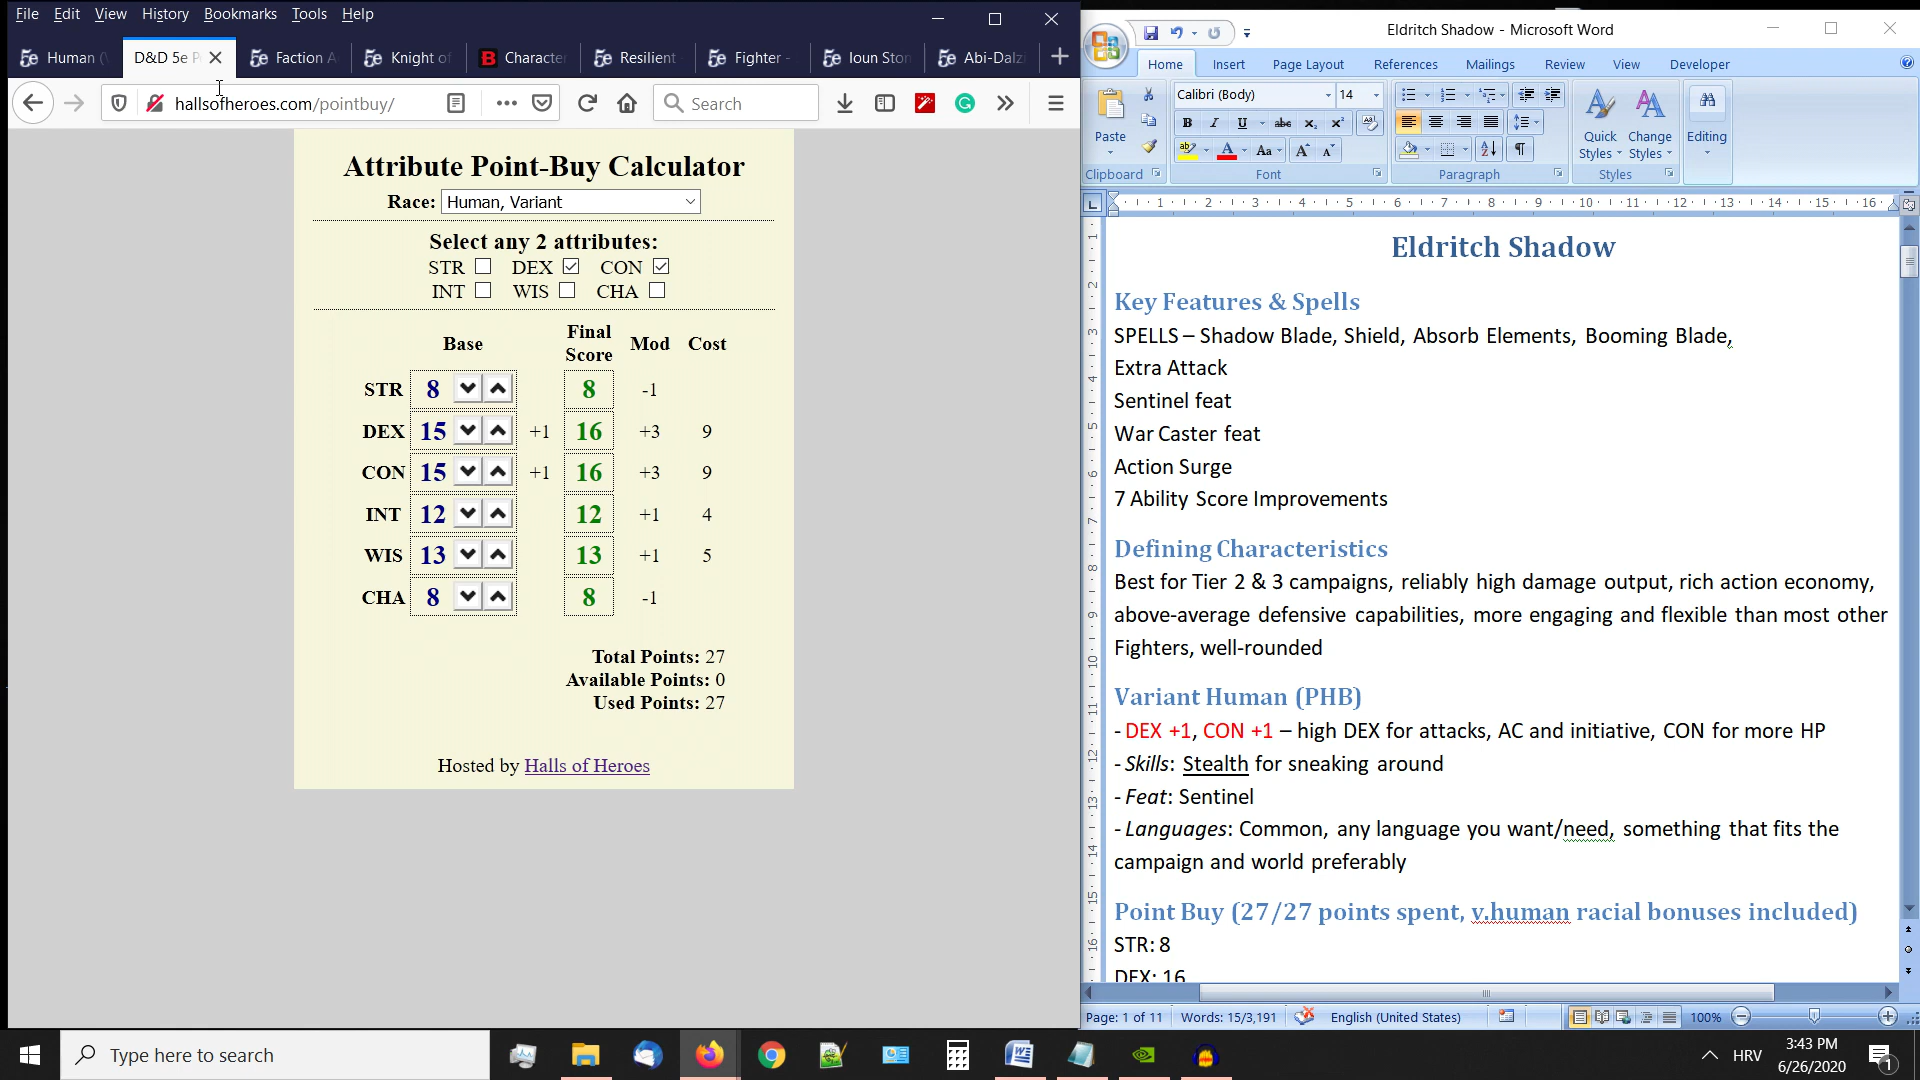 File Edit View History Bookmarks Tools Help
Human (
D&D 5e P
Faction A
Knight of
Character
Resilient
Fighter -
Ioun Ston
Abi-Dalzi
hallsofheroes.com/pointbuy/
Search
Attribute Point-Buy Calculator
Race: Human, Variant
Select any 2 attributes:
STR DEX CON
INT WIS CHA
Base Final Score Mod Cost
STR 8 8 -1
DEX 15 +1 16 +3 9
CON 15 +1 16 +3 9
INT 12 12 +1 4
WIS 13 13 +1 5
CHA 8 8 -1
Total Points: 27
Available Points: 0
Used Points: 27
Hosted by Halls of Heroes
Eldritch Shadow - Microsoft Word
Home Insert Page Layout References Mailings Review View Developer
Calibri (Body) 14
Paste
Quick Styles
Change Styles
Editing
Clipboard Font Paragraph Styles
Eldritch Shadow
Key Features & Spells
SPELLS – Shadow Blade, Shield, Absorb Elements, Booming Blade,
Extra Attack
Sentinel feat
War Caster feat
Action Surge
7 Ability Score Improvements
Defining Characteristics
Best for Tier 2 & 3 campaigns, reliably high damage output, rich action economy,
above-average defensive capabilities, more engaging and flexible than most other
Fighters, well-rounded
Variant Human (PHB)
- DEX +1, CON +1 – high DEX for attacks, AC and initiative, CON for more HP
- Skills: Stealth for sneaking around
- Feat: Sentinel
- Languages: Common, any language you want/need, something that fits the
campaign and world preferably
Point Buy (27/27 points spent, v.human racial bonuses included)
STR: 8
DEX: 16
Page: 1 of 11 Words: 15/3,191 English (United States) 100%
Type here to search
HRV
3:43 PM
6/26/2020
1